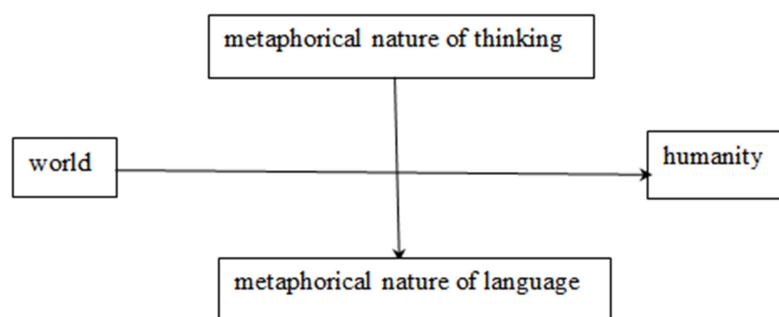 metaphorical nature of thinking
world
humanity
metaphorical nature of language